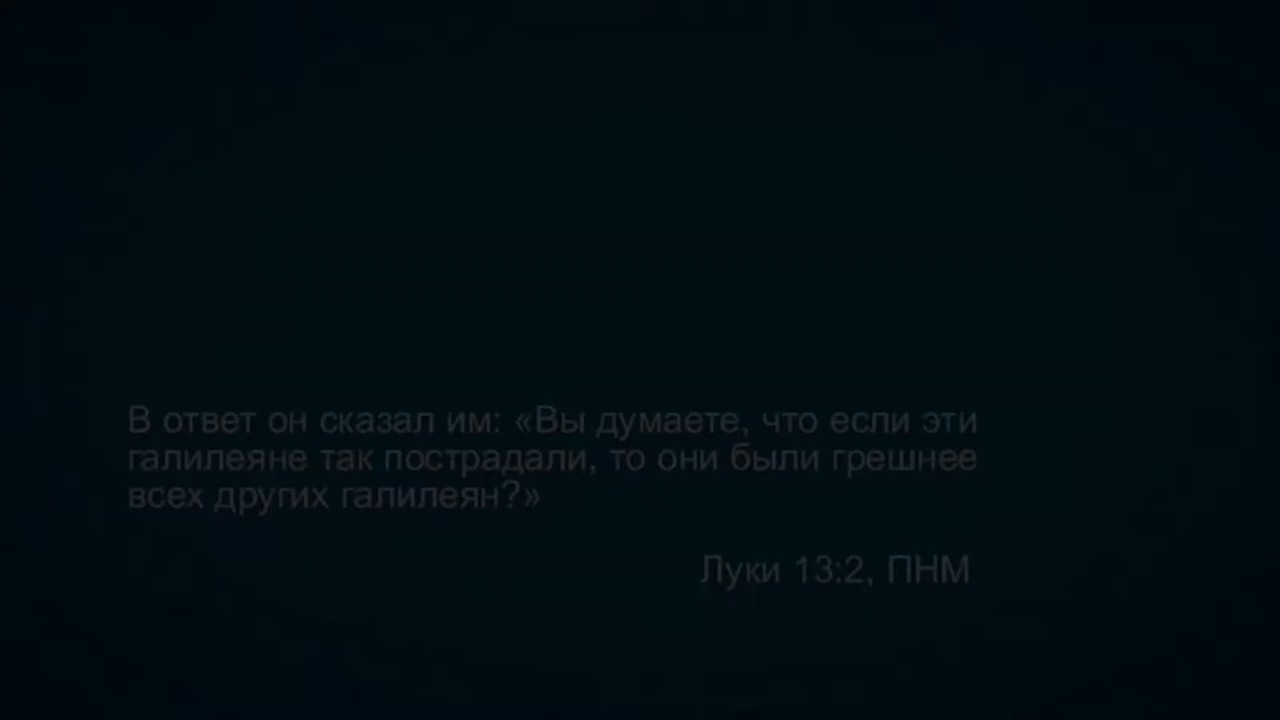 В ответ он сказал им: «Вы думаете, что если эти
галилеяне так пострадали, то они были грешнее
всех других галилеян?»
Луки 13:2, ПНМ